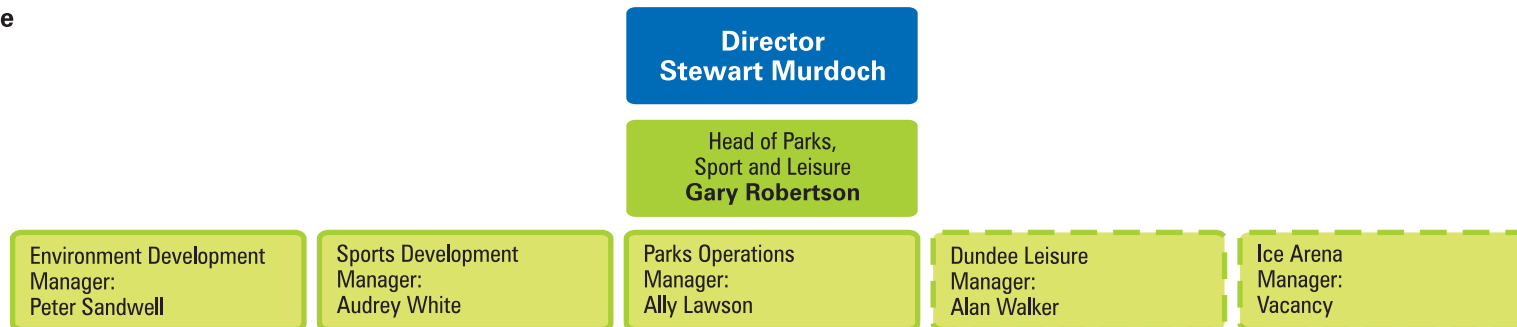 e
Director
Stewart Murdoch
Head of Parks,
Sport and Leisure
Gary Robertson
Environment Development
Manager:
Peter Sandwell
Sports Development
Manager:
Audrey White
Parks Operations
Manager:
Ally Lawson
Dundee Leisure
Manager:
Alan Walker
Ice Arena
Manager:
Vacancy